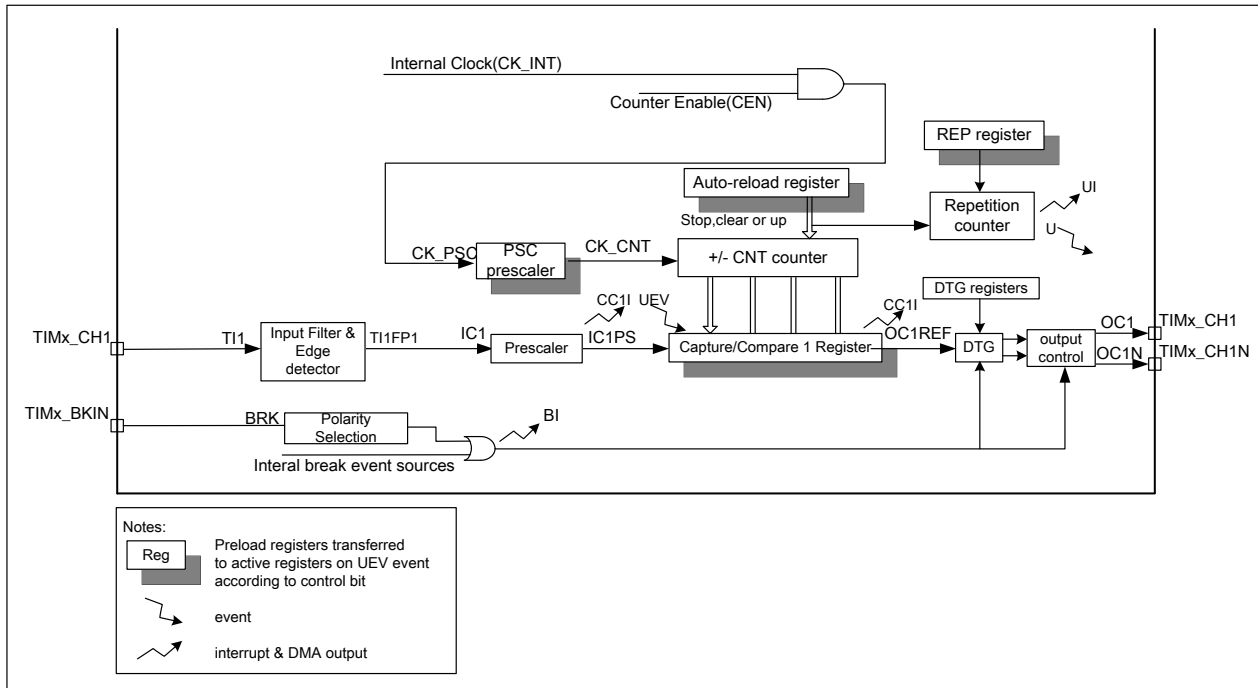 Internal Clock(CK_INT)
Counter Enable(CEN)
REP register
Auto-reload register
UI
Repetition
counter
Stop,clear or up
U
CK_PSC
PSC
prescaler
CK_CNT
+/- CNT counter
DTG registers
CC1I
UEV
CC1I
TIMx_CH1
TI1
Input Filter &
Edge
detector
TI1FP1
IC1
Prescaler
IC1PS
Capture/Compare 1 Register
OC1REF
DTG
output
control
OC1
TIMx_CH1
OC1N
TIMx_CH1N
TIMx_BKIN
BRK
Polarity
Selection
BI
Interal break event sources
Notes:
Reg
Preload registers transferred
to active registers on UEV event
according to control bit
event
interrupt & DMA output